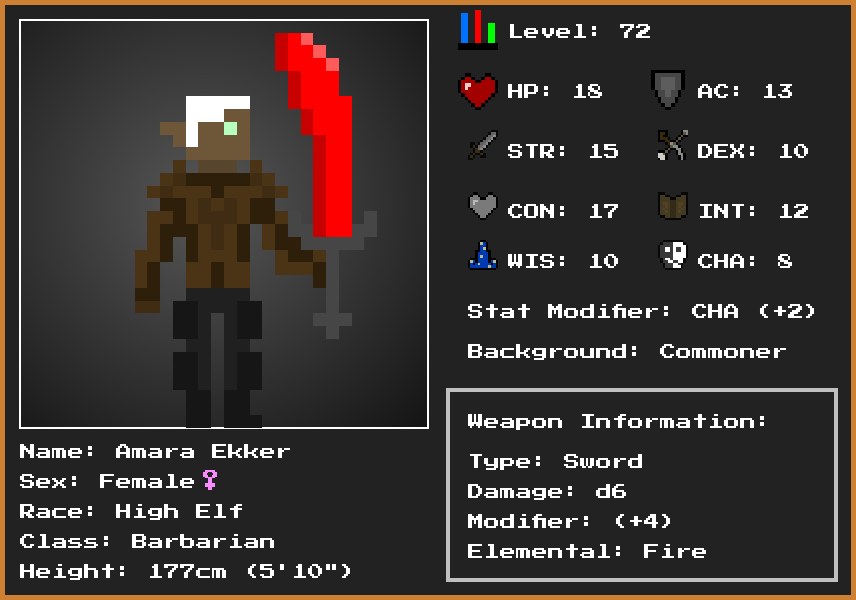 Level: 72
HP: 18 AC: 13
STR: 15 DEX: 10
CON: 17 INT: 12
WIS: 10 CHA: 8
Stat Modifier: CHA (+2)
Background: Commoner
Weapon Information:
Type: Sword
Damage: d6
Modifier: (+4)
Elemental: Fire
Name: Amara Ekker
Sex: Female♀
Race: High Elf
Class: Barbarian
Height: 177cm (5'10")